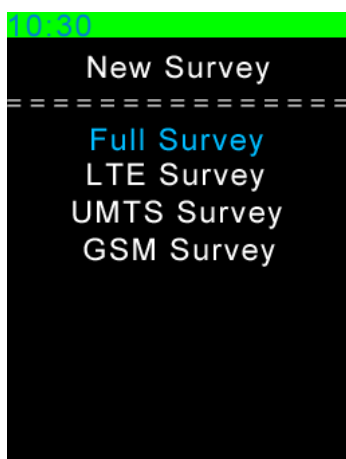 10:30
New Survey
===============
Full Survey
LTE Survey
UMTS Survey
GSM Survey